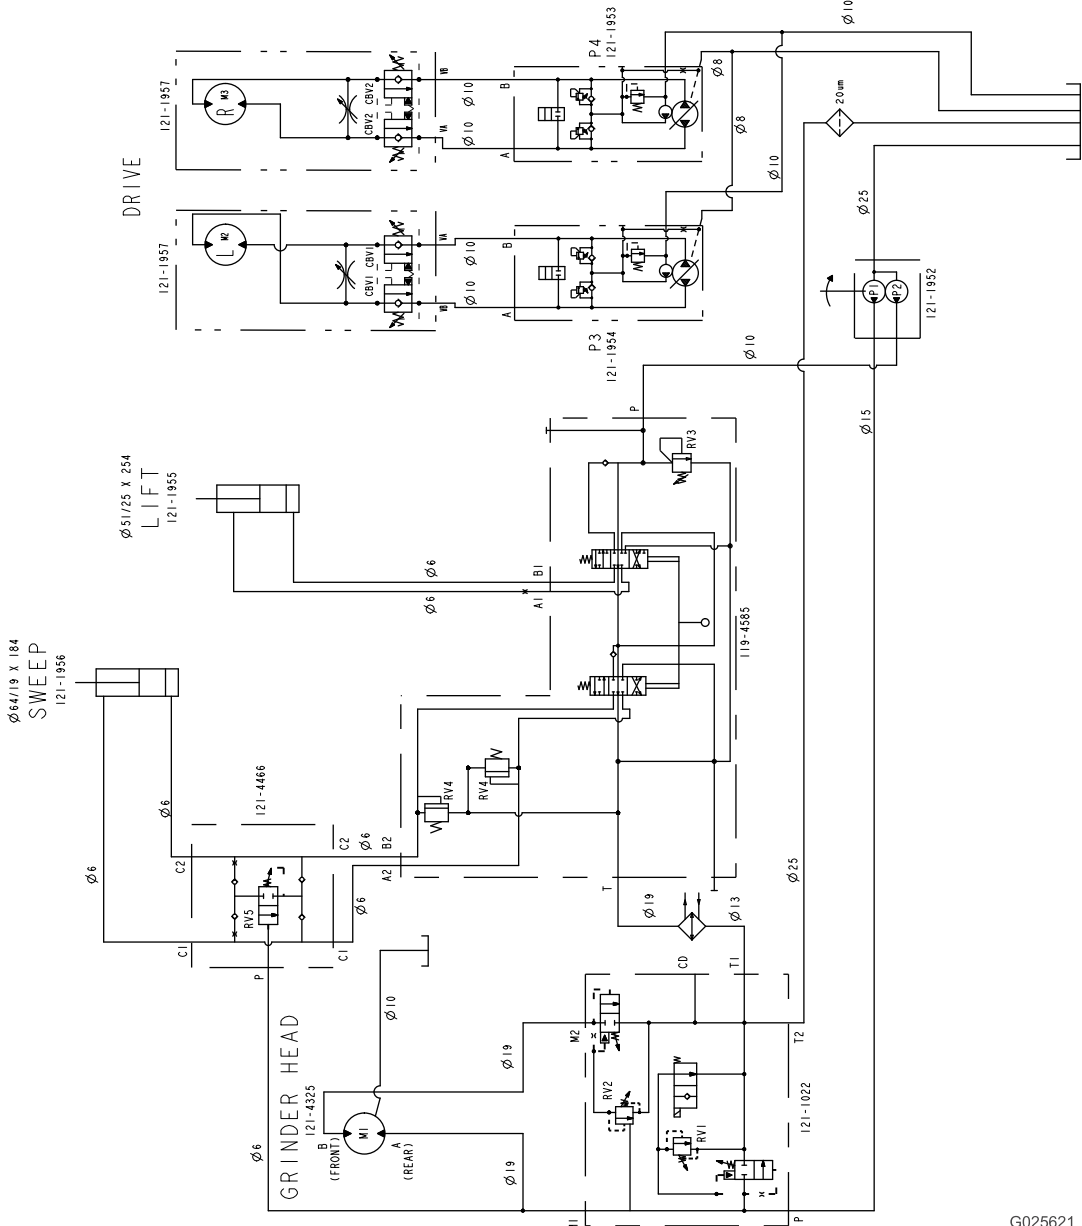 DRIVE
121-1957
R M3
CBV2
CBV2
VA
VB
Ø10
Ø10
A
B
P4
121-1953
Ø8
Ø8
Ø10
Ø10
20um
121-1957
L M2
CBV1
CBV1
VB
VA
Ø10
Ø10
A
B
P3
121-1954
Ø25
P1
P2
121-1952
Ø10
Ø15
Ø51/25 X 254
LIFT
121-1955
Ø6
Ø6
A1
B1
P
RV3
119-4585
Ø64/19 X 184
SWEEP
121-1956
121-4466
Ø6
Ø6
C2
C2
C1
C1
RV5
P
Ø6
Ø6
B2
A2
RV4
RV4
T
Ø19
Ø13
Ø25
GRINDER HEAD
121-4325
Ø6
B
(FRONT)
M1
A
(REAR)
Ø10
Ø19
Ø19
M2
CD
T1
T2
RV2
RV1
121-1022
P
G025621